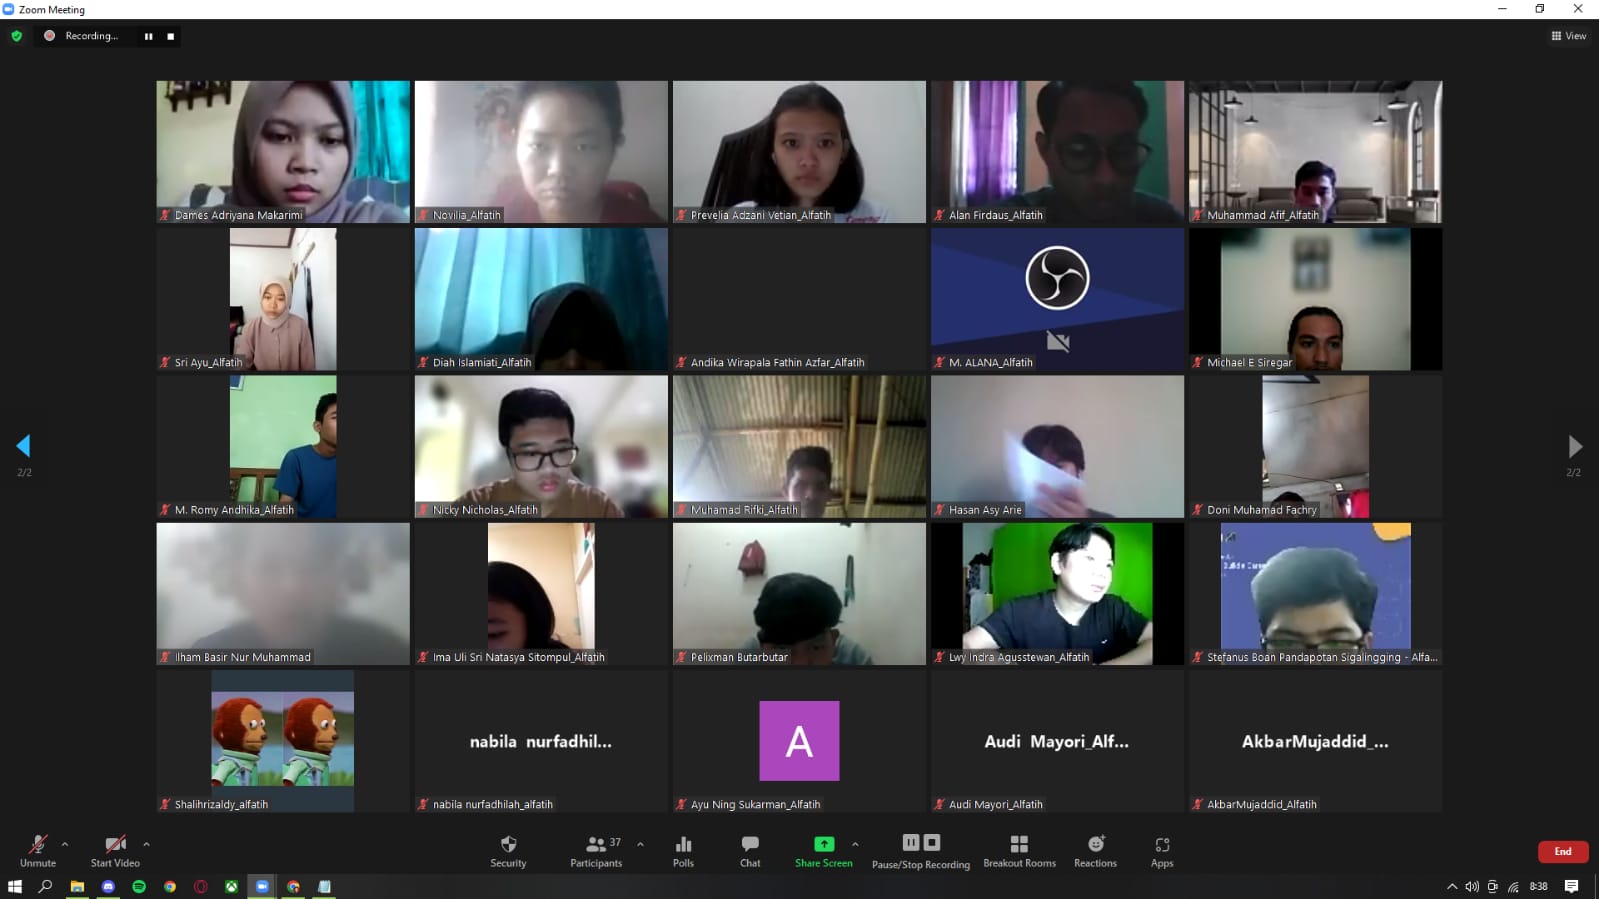 Zoom Meeting
Recording...
View
Dames Adriyana Makarimi
Novilia_Alfatih
Prevelia Adzani Vetian_Alfatih
Alan Firdaus_Alfatih
Muhammad Afif_Alfatih
Sri Ayu_Alfatih
Diah Islamiati_Alfatih
Andika Wirapala Fathin Azfar_Alfatih
M. ALANA_Alfatih
Michael E Siregar
2/2
2/2
M. Romy Andhika_Alfatih
Nicky Nicholas_Alfatih
Muhamad Rifki_Alfatih
Hasan Asy Arie
Doni Muhamad Fachry
Ilham Basir Nur Muhammad
Ima Uli Sri Natasya Sitompul_Alfatih
Pelixman Butarbutar
Lwy Indra Agusstewan_Alfatih
Stefanus Boan Pandapotan Sigalingging - Alfa...
nabila nurfadhil...
A
Audi Mayori_Alf...
AkbarMujaddid_...
Shalihrizaldy_alfatih
nabila nurfadhilah_alfatih
Ayu Ning Sukarman_Alfatih
Audi Mayori_Alfatih
AkbarMujaddid_Alfatih
37
Unmute
Start Video
Security
Participants
Polls
Chat
Share Screen
Pause/Stop Recording
Breakout Rooms
Reactions
Apps
End
8:38